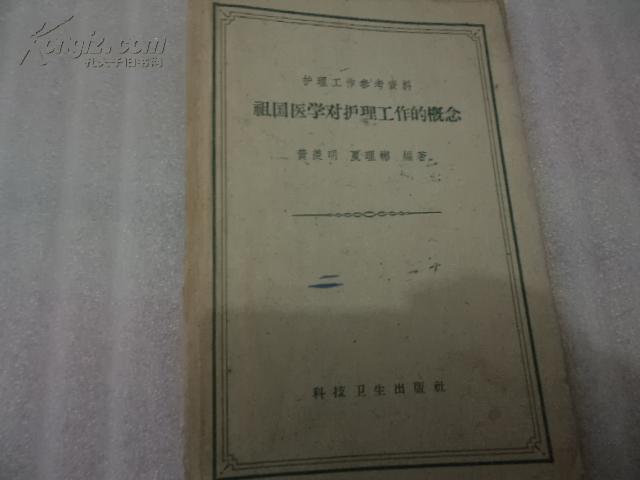 Kongfz.com
孔夫子旧书网
护理工作参考资料
祖国医学对护理工作的概念
黄羡明 夏理彬 编著
科技卫生出版社